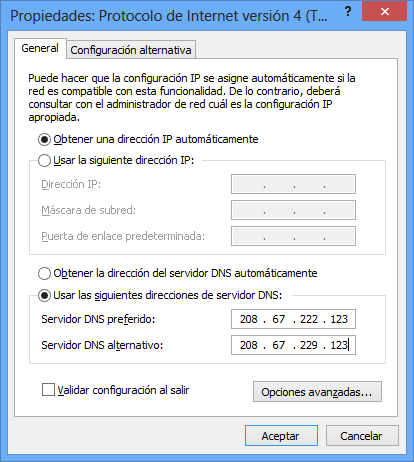 Propiedades: Protocolo de Internet versión 4 (T... ?
General
Configuración alternativa
Puede hacer que la configuración IP se asigne automáticamente si la
red es compatible con esta funcionalidad. De lo contrario, deberá
consultar con el administrador de red cuál es la configuración IP
apropiada.
Obtener una dirección IP automáticamente
Usar la siguiente dirección IP:
Dirección IP: . . .
Máscara de subred: . . .
Puerta de enlace predeterminada: . . .
Obtener la dirección del servidor DNS automáticamente
Usar las siguientes direcciones de servidor DNS:
Servidor DNS preferido: 208 . 67 . 222 . 123
Servidor DNS alternativo: 208 . 67 . 229 . 123
Validar configuración al salir
Opciones avanzadas...
Aceptar
Cancelar